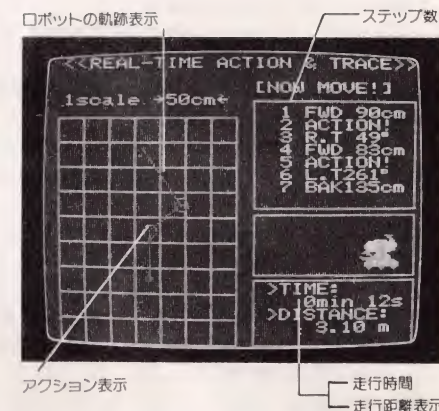 ロボットの軌跡表示
ステップ数
<<REAL-TIME ACTION & TRACE>>
[NOW MOVE!]
1scale →50cm←
1 FWD 90cm
2 ACTION!
3 R.T 49°
4 FWD 83cm
5 ACTION!
6 L.T261°
7 BAK135cm
>TIME:
0min 12s
>DISTANCE:
3.10 m
アクション表示
走行時間
走行距離表示